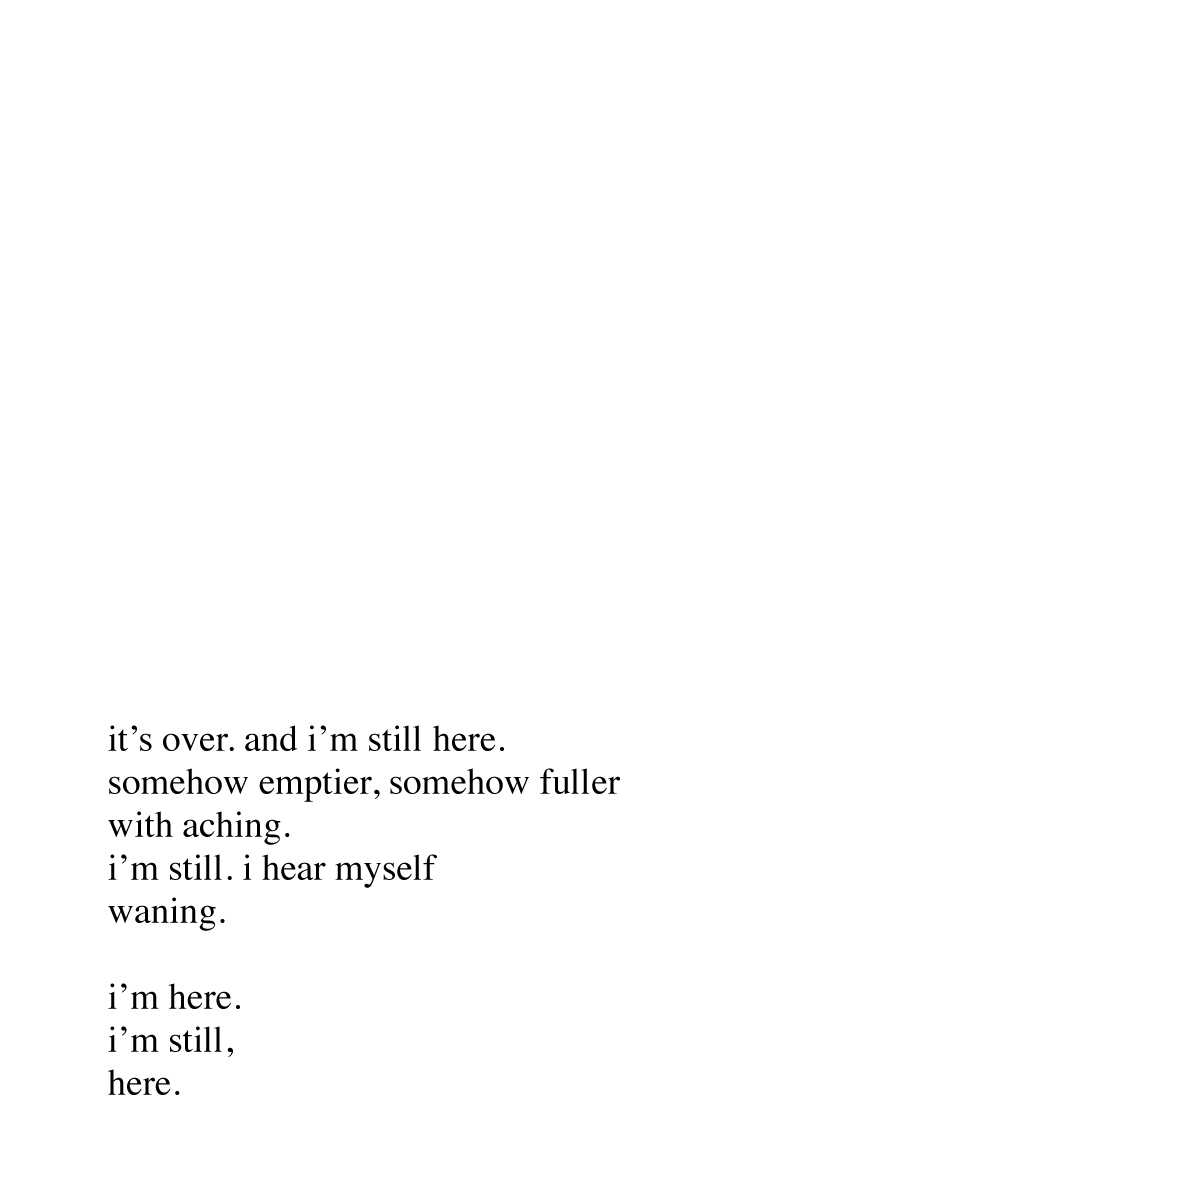 it’s over. and i’m still here.
somehow emptier, somehow fuller
with aching.
i’m still. i hear myself
waning.

i’m here.
i’m still,
here.